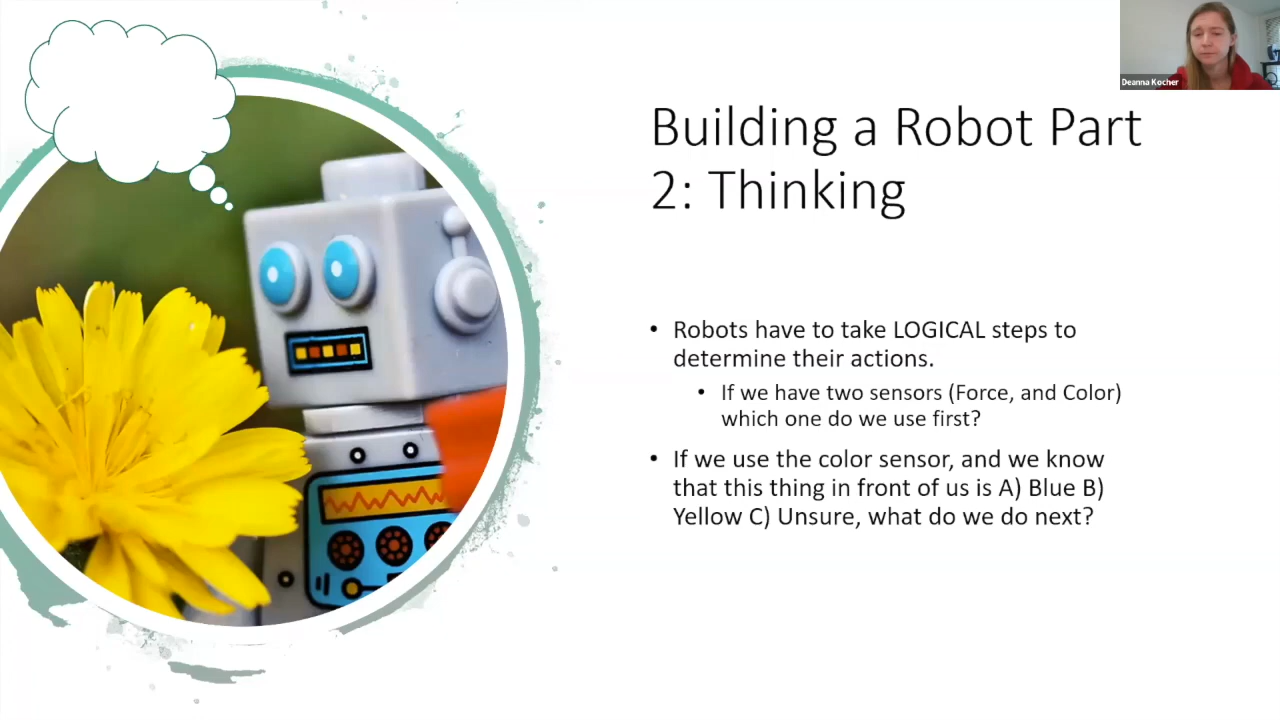 Deanna Kocher
Building a Robot Part
2: Thinking
• Robots have to take LOGICAL steps to
determine their actions.
• If we have two sensors (Force, and Color)
which one do we use first?
• If we use the color sensor, and we know
that this thing in front of us is A) Blue B)
Yellow C) Unsure, what do we do next?